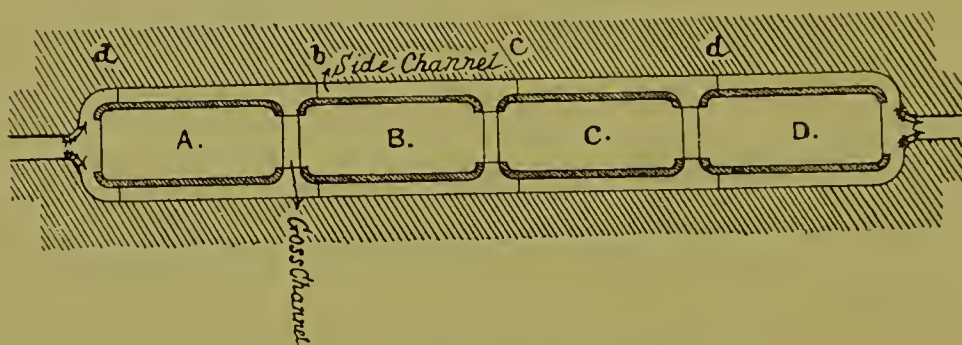 d b C d
Side Channel
A. B. C. D.
Cross Channel